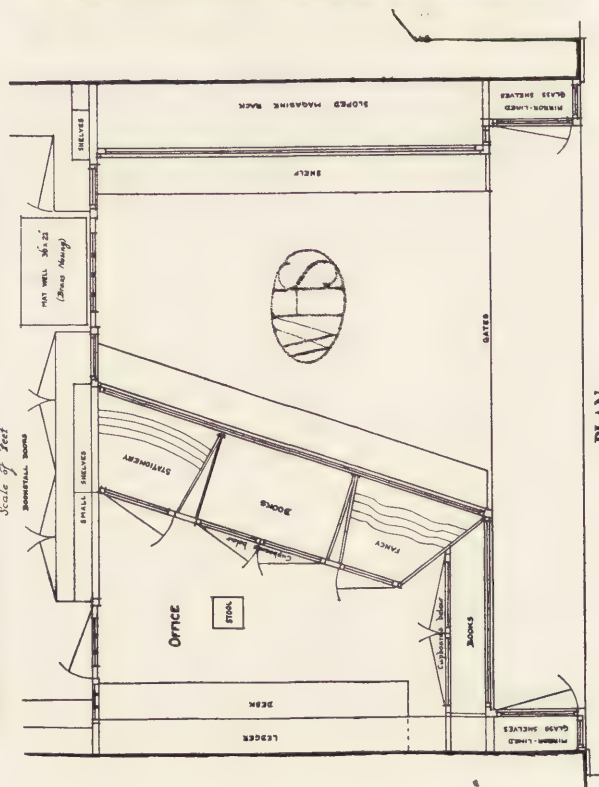 Scale of Feet
BOOKSTALL DOORS
SMALL SHELVES
MAT WELL 36 x 22
(Brass Nosing)
SHELVES
SLOPED MAGAZINE RACK
SHELF
MIRROR-LINED
GLASS SHELVES
GATES
STATIONERY
BOOKS
Cupboards below
FANCY
OFFICE
STOOL
Cupboards below
BOOKS
DESK
LEDGER
MIRROR-LINED
GLASS SHELVES
PLAN